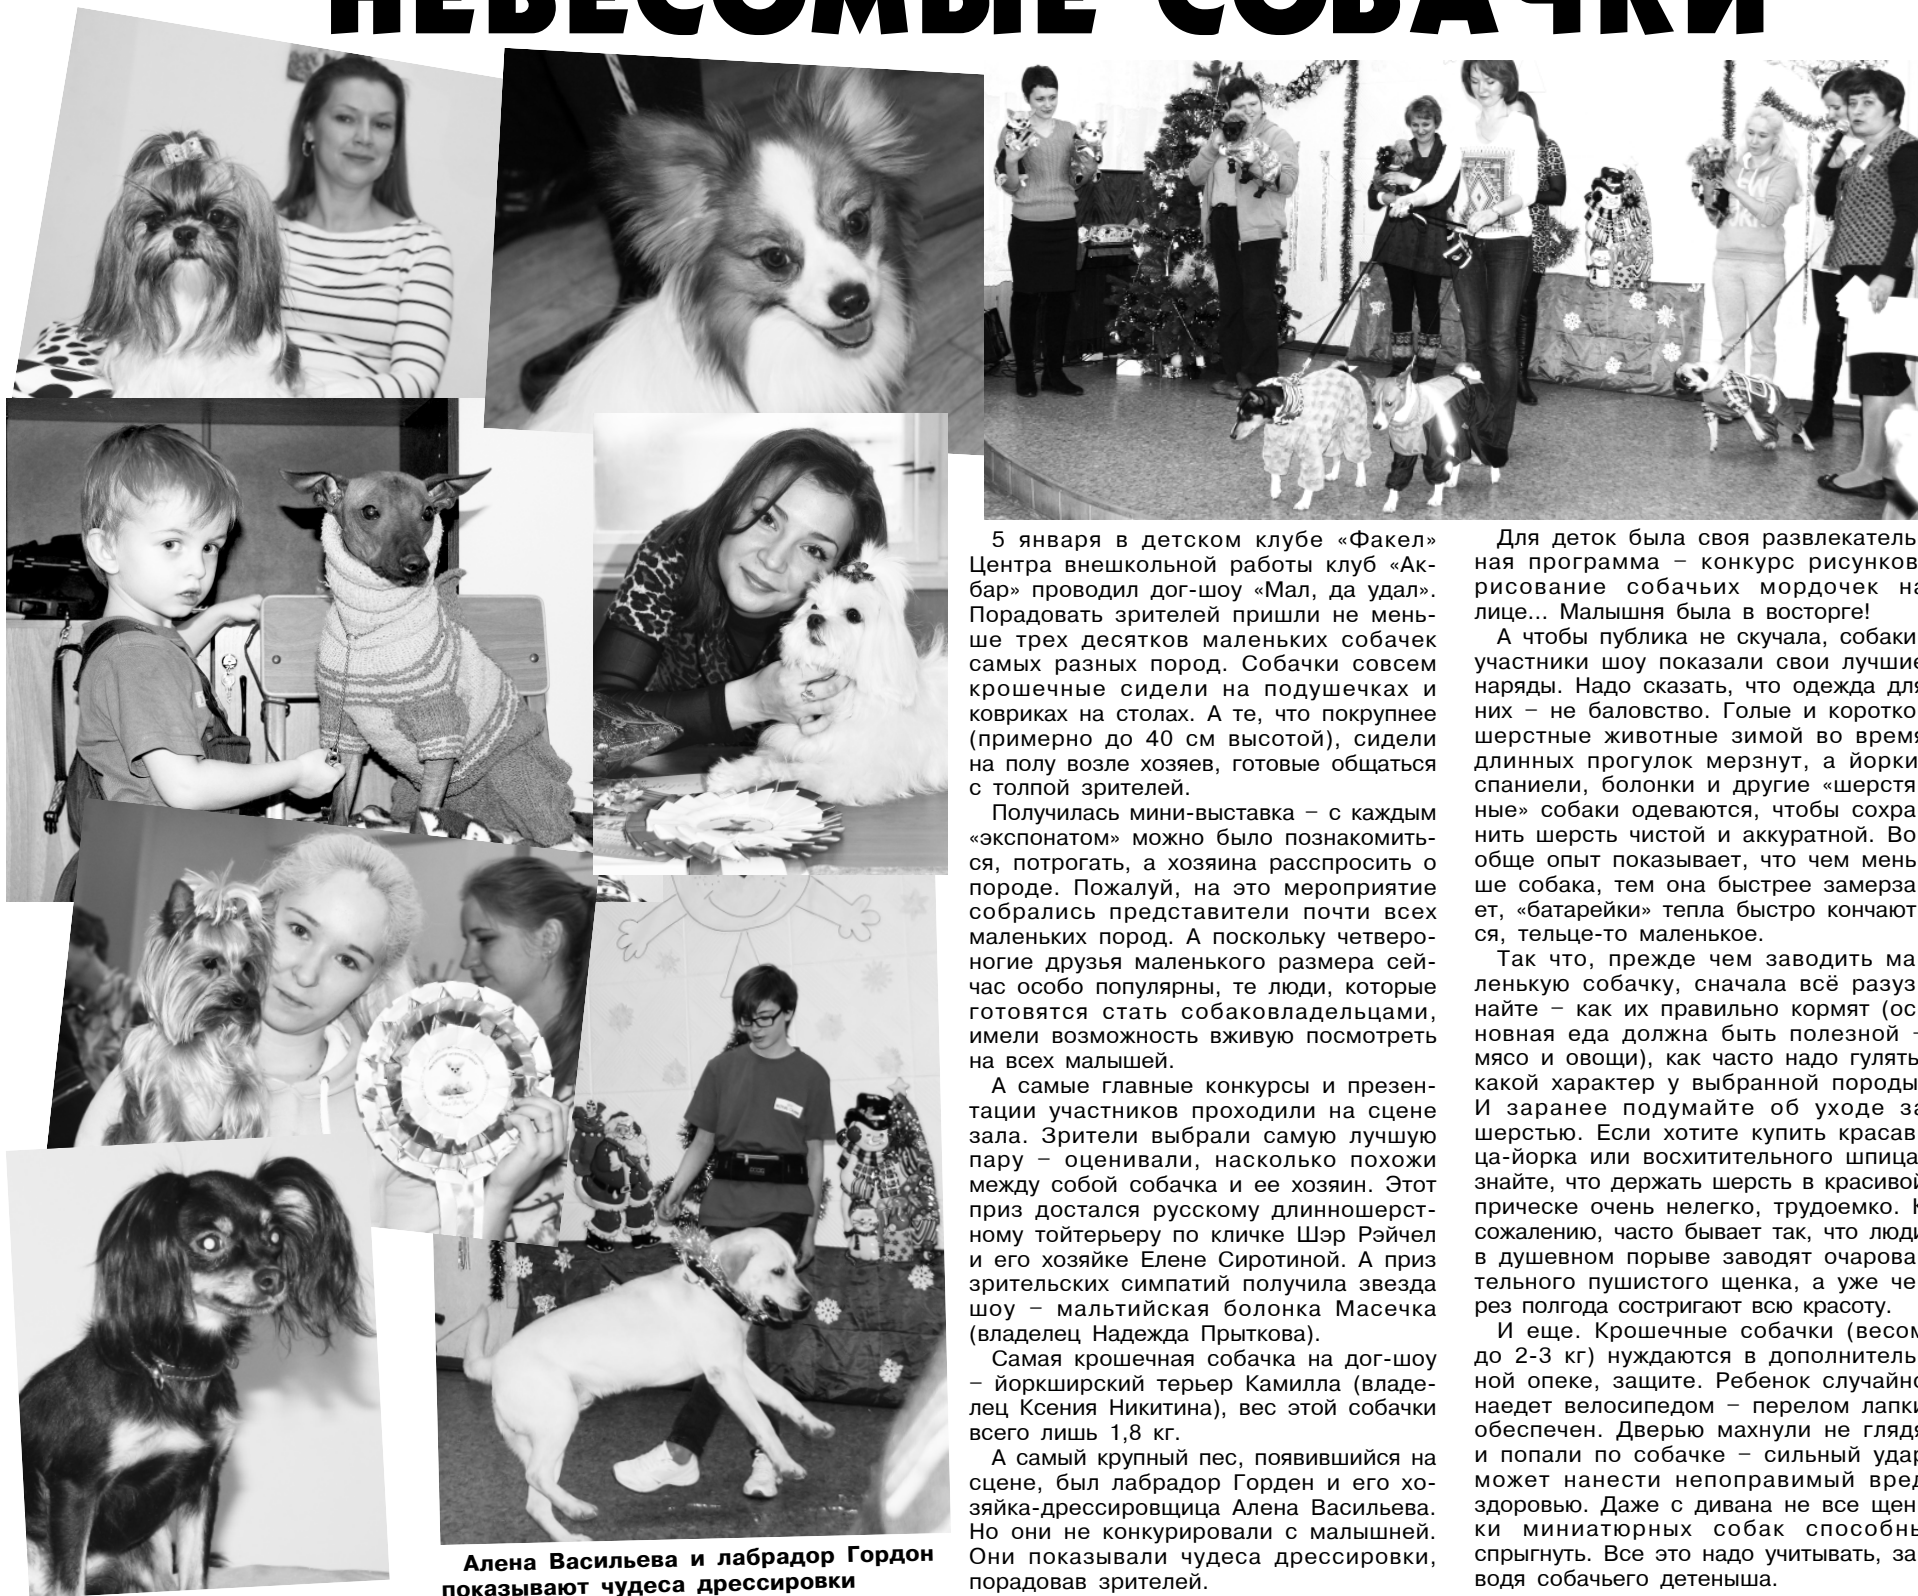 НЕВЕСОМЫЕ СОБАЧКИ
5 января в детском клубе «Факел»
Центра внешкольной работы клуб «Ак-
бар» проводил дог-шоу «Мал, да удал».
Порадовать зрителей пришли не мень-
ше трех десятков маленьких собачек
самых разных пород. Собачки совсем
крошечные сидели на подушечках и
ковриках на столах. А те, что покрупнее
(примерно до 40 см высотой), сидели
на полу возле хозяев, готовые общаться
с толпой зрителей.
Получилась мини-выставка – с каждым
«экспонатом» можно было познакомить-
ся, потрогать, а хозяина расспросить о
породе. Пожалуй, на это мероприятие
собрались представители почти всех
маленьких пород. А поскольку четверо-
ногие друзья маленького размера сей-
час особо популярны, те люди, которые
готовятся стать собаковладельцами,
имели возможность вживую посмотреть
на всех малышей.
А самые главные конкурсы и презен-
тации участников проходили на сцене
зала. Зрители выбрали самую лучшую
пару – оценивали, насколько похожи
между собой собачка и ее хозяин. Этот
приз достался русскому длинношерст-
ному тойтерьеру по кличке Шэр Рэйчел
и его хозяйке Елене Сиротиной. А приз
зрительских симпатий получила звезда
шоу – мальтийская болонка Масечка
(владелец Надежда Прыткова).
Самая крошечная собачка на дог-шоу
– йоркширский терьер Камилла (владе-
лец Ксения Никитина), вес этой собачки
всего лишь 1,8 кг.
А самый крупный пес, появившийся на
сцене, был лабрадор Горден и его хо-
зяйка-дрессировщица Алена Васильева.
Но они не конкурировали с малышней.
Они показывали чудеса дрессировки,
порадовав зрителей.
Для деток была своя развлекатель
ная программа – конкурс рисунков
рисование собачьих мордочек на
лице... Малышня была в восторге!
А чтобы публика не скучала, собаки
участники шоу показали свои лучшие
наряды. Надо сказать, что одежда для
них – не баловство. Голые и коротко
шерстные животные зимой во время
длинных прогулок мерзнут, а йорки
спаниели, болонки и другие «шерстя
ные» собаки одеваются, чтобы сохра
нить шерсть чистой и аккуратной. Во
обще опыт показывает, что чем мень
ше собака, тем она быстрее замерза
ет, «батарейки» тепла быстро кончают
ся, тельце-то маленькое.
Так что, прежде чем заводить ма
ленькую собачку, сначала всё разуз
найте – как их правильно кормят (ос
новная еда должна быть полезной –
мясо и овощи), как часто надо гулять
какой характер у выбранной породы
И заранее подумайте об уходе за
шерстью. Если хотите купить красав
ца-йорка или восхитительного шпица
знайте, что держать шерсть в красивой
прическе очень нелегко, трудоемко. К
сожалению, часто бывает так, что люди
в душевном порыве заводят очарова
тельного пушистого щенка, а уже че
рез полгода состригают всю красоту.
И еще. Крошечные собачки (весом
до 2-3 кг) нуждаются в дополнитель
ной опеке, защите. Ребенок случайно
наедет велосипедом – перелом лапки
обеспечен. Дверью махнули не глядя
и попали по собачке – сильный удар
может нанести непоправимый вред
здоровью. Даже с дивана не все щен
ки миниатюрных собак способны
спрыгнуть. Все это надо учитывать, за
водя собачьего детеныша.
Алена Васильева и лабрадор Гордон
показывают чудеса дрессировки